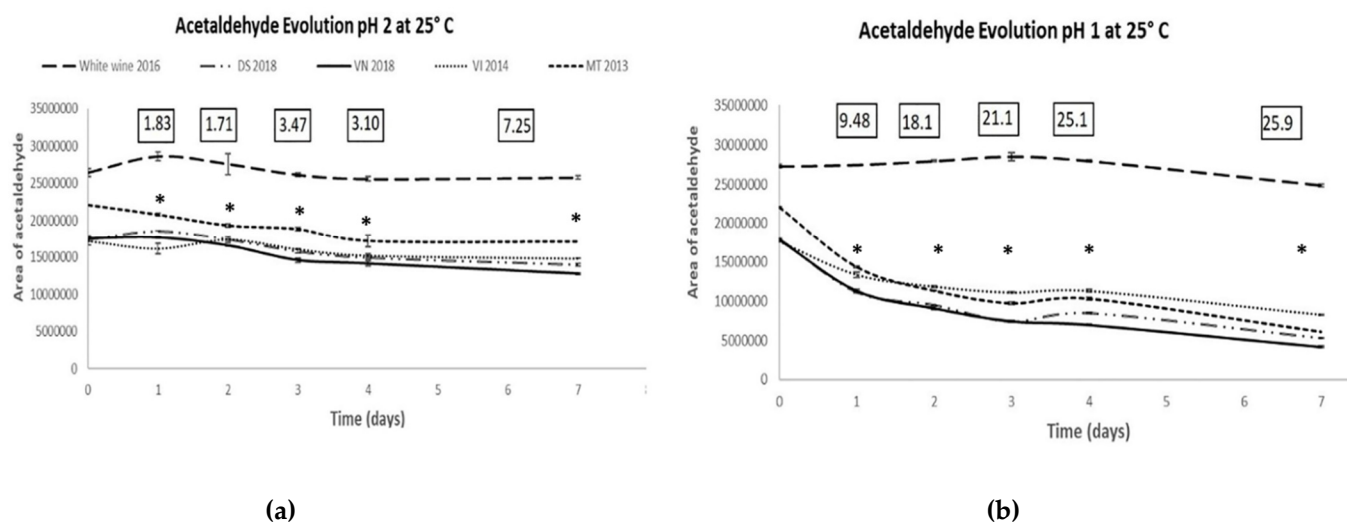 Acetaldehyde Evolution pH 2 at 25° C
White wine 2016 DS 2018 VN 2018 VI 2014 MT 2013
Area of acetaldehyde
35000000
30000000
25000000
20000000
15000000
10000000
5000000
0
1.83 1.71 3.47 3.10 7.25
* * * * *
0 1 2 3 4 5 6 7 8
Time (days)
(a)
Acetaldehyde Evolution pH 1 at 25° C
Area of acetaldehyde
35000000
30000000
25000000
20000000
15000000
10000000
5000000
0
9.48 18.1 21.1 25.1 25.9
* * * * *
0 1 2 3 4 5 6 7
Time (days)
(b)